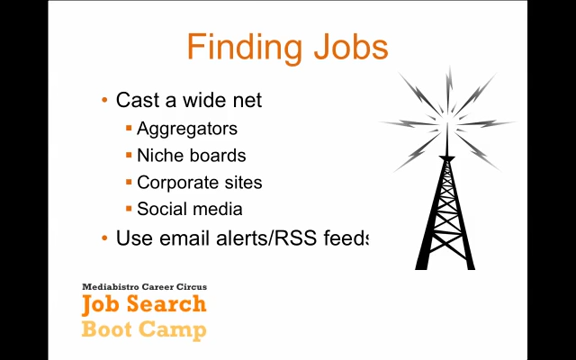 Finding Jobs
• Cast a wide net
▪ Aggregators
▪ Niche boards
▪ Corporate sites
▪ Social media
• Use email alerts/RSS feeds
Mediabistro Career Circus
Job Search
Boot Camp